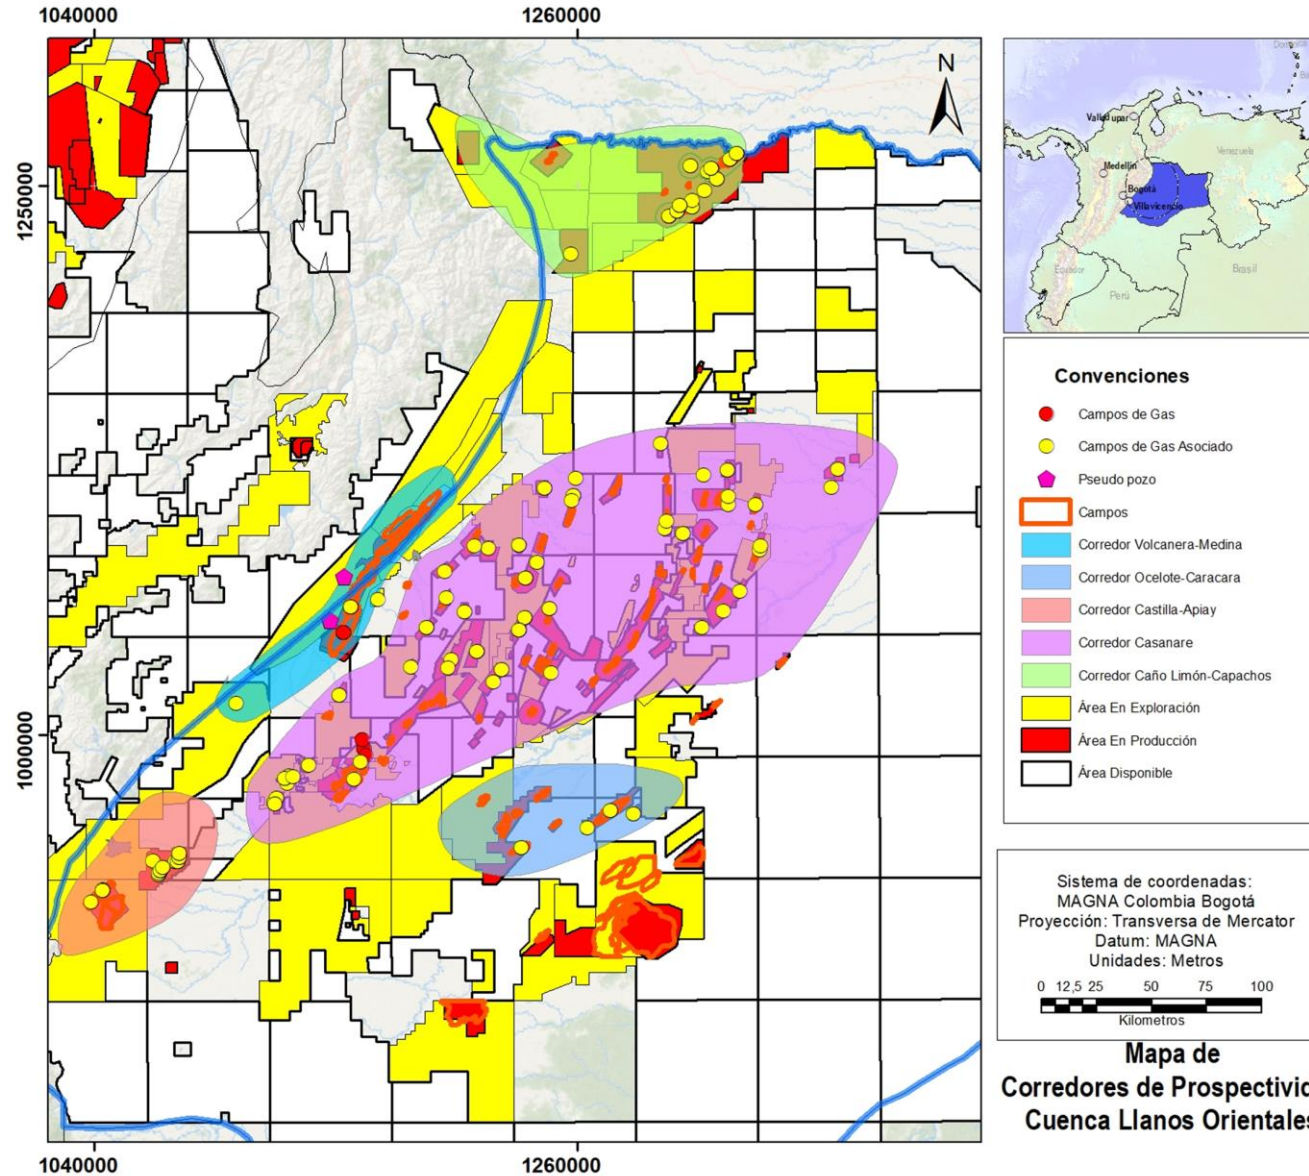 1040000
1260000
N
1250000
1000000
1040000
1260000
Valledupar
Medellín
Bogotá
Villavicencio
Venezuela
Ecuador
Perú
Brasil
Convenciones
Campos de Gas
Campos de Gas Asociado
Pseudo pozo
Campos
Corredor Volcanera-Medina
Corredor Ocelote-Caracara
Corredor Castilla-Apiay
Corredor Casanare
Corredor Caño Limón-Capachos
Área En Exploración
Área En Producción
Área Disponible
Sistema de coordenadas:
MAGNA Colombia Bogotá
Proyección: Transversa de Mercator
Datum: MAGNA
Unidades: Metros
0 12,5 25 50 75 100
Kilometros
Mapa de
Corredores de Prospectivid
Cuenca Llanos Orientales